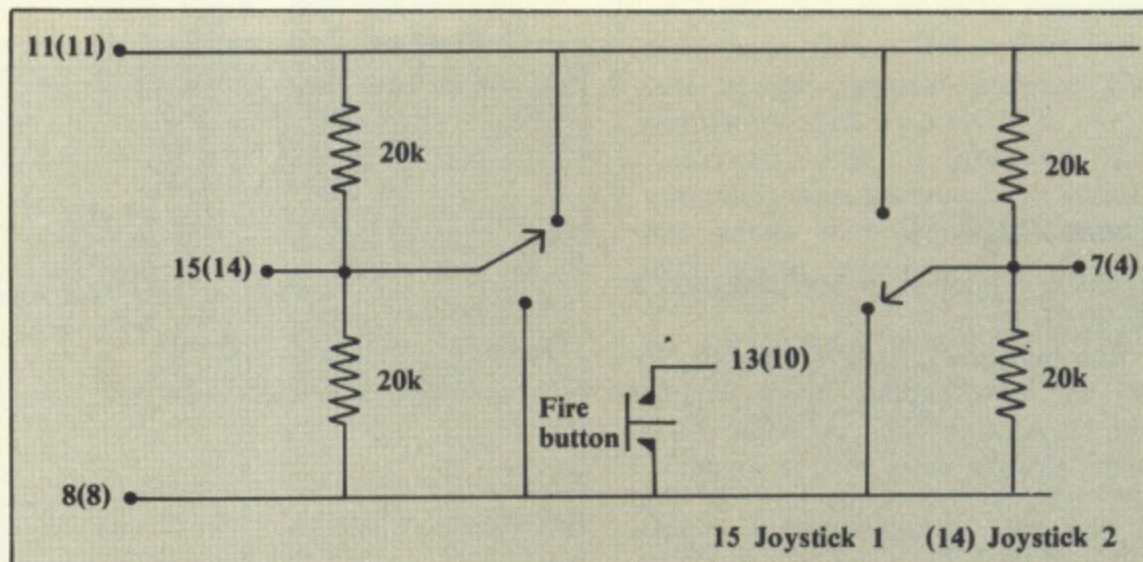 11(11)
20k
20k
15(14)
7(4)
20k
20k
13(10)
Fire
button
8(8)
15 Joystick 1 (14) Joystick 2